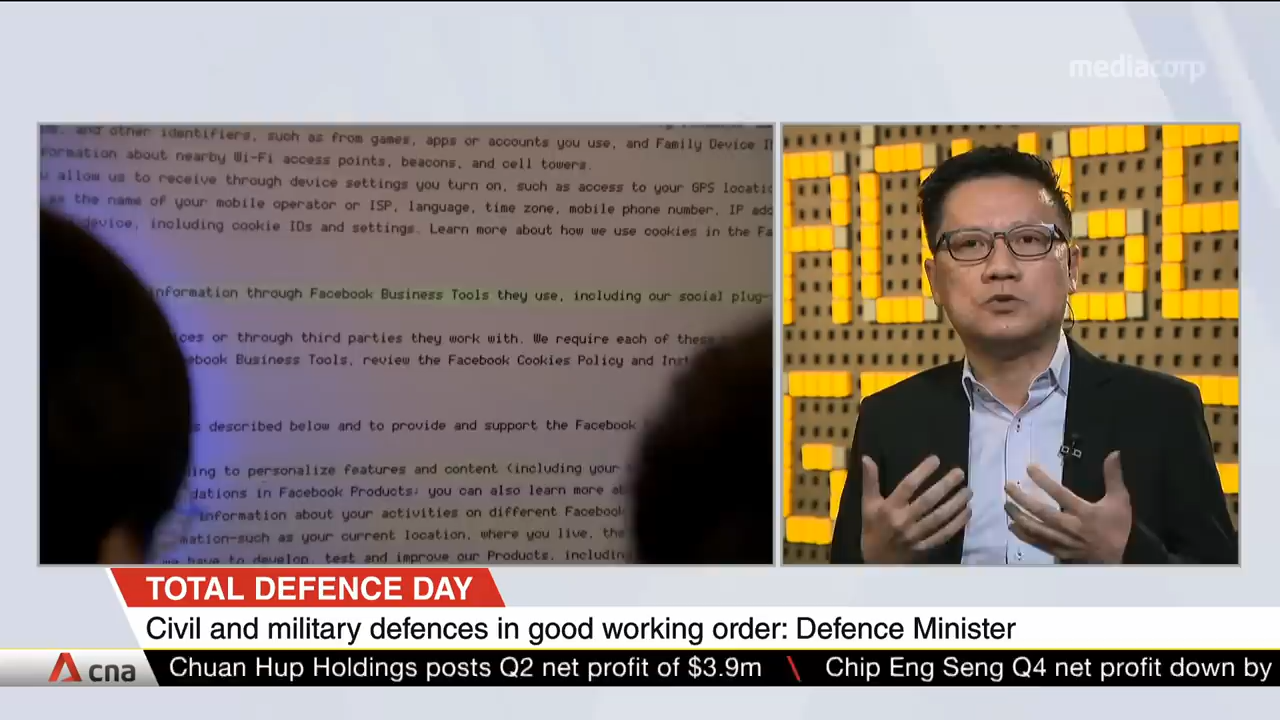 mediacorp
and other identifiers, such as from games, apps or accounts you use, and Family Device
about nearby Wi-Fi access points, beacons, and cell towers.
allow us to receive through device settings you turn on, such as access to your GPS
as the name of your mobile operator or ISP, language, time zone, mobile phone number, IP
device, including cookie IDs and settings. Learn more about how we use cookies in the
information through Facebook Business Tools they use, including our social plug-
or through third parties they work with. We require each of these
Business Tools, review the Facebook Cookies Policy and
described below and to provide and support the Facebook
to personalize features and content (including your
in Facebook Products; you can also learn more
information about your activities on different Facebook
such as your current location, where you live, the
have to develop, test and improve our Products, including
TOTAL DEFENCE DAY
Civil and military defences in good working order: Defence Minister
cna Chuan Hup Holdings posts Q2 net profit of $3.9m \ Chip Eng Seng Q4 net profit down by